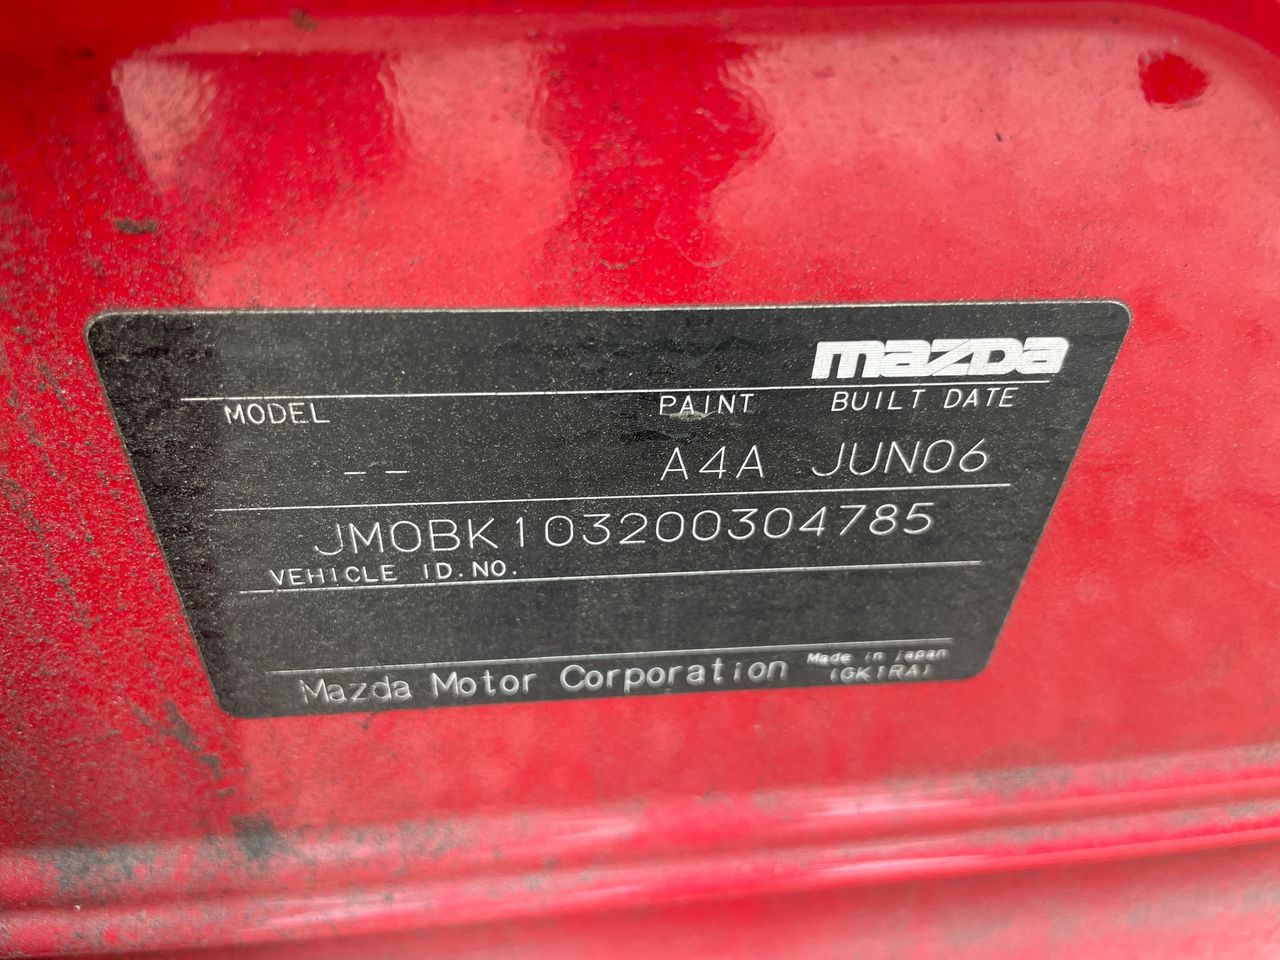 mazda
MODEL PAINT BUILT DATE
-- A4A JUN06
JM0BK103200304785
VEHICLE ID.NO.
Mazda Motor Corporation Made in japan
(GK1RA)